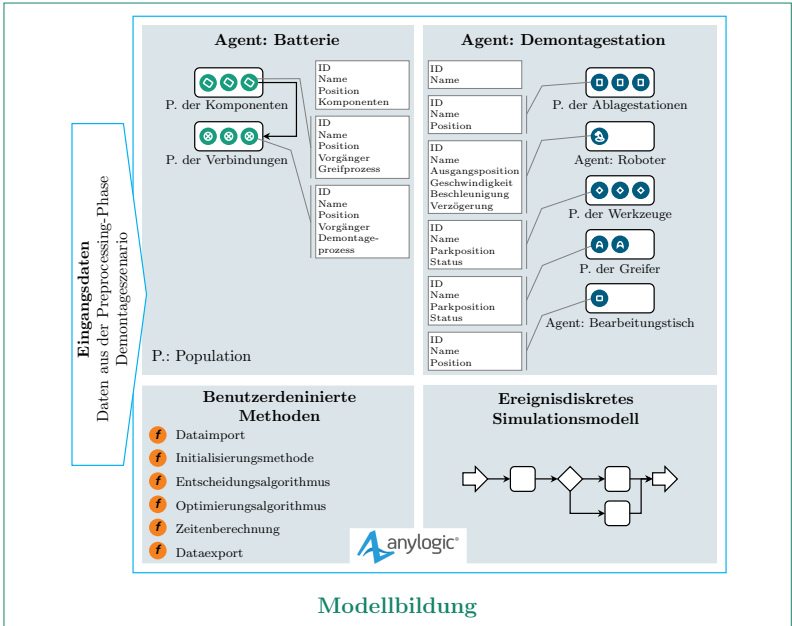 Eingangsdaten
Daten aus der Preprocessing-Phase
Demontageszenario
Agent: Batterie
P. der Komponenten
P. der Verbindungen
ID
Name
Position
Komponenten
ID
Name
Position
Vorgänger
Greifprozess
ID
Name
Position
Vorgänger
Demontage-
prozess
P.: Population
Agent: Demontagestation
ID
Name
ID
Name
Position
ID
Name
Ausgangsposition
Geschwindigkeit
Beschleunigung
Verzögerung
ID
Name
Parkposition
Status
ID
Name
Parkposition
Status
ID
Name
Position
P. der Ablagestationen
Agent: Roboter
P. der Werkzeuge
P. der Greifer
Agent: Bearbeitungstisch
Benutzerdeninierte
Methoden
f Dataimport
f Initialisierungsmethode
f Entscheidungsalgorithmus
f Optimierungsalgorithmus
f Zeitenberechnung
f Dataexport
Ereignisdiskretes
Simulationsmodell
anylogic®
Modellbildung